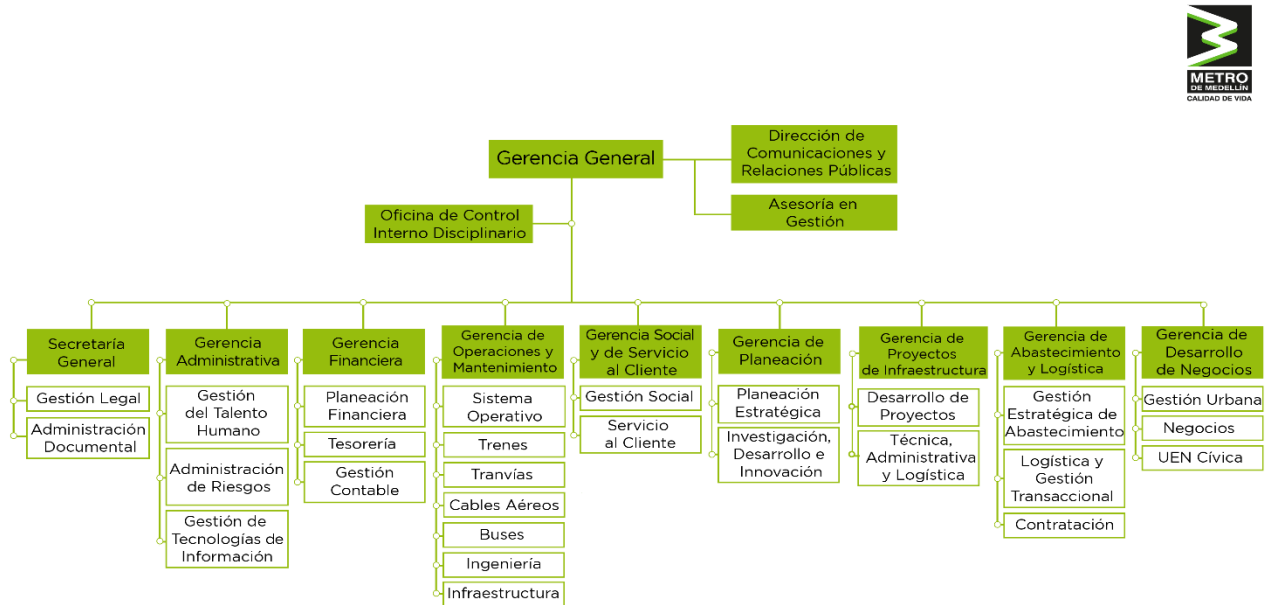 METRO
DE MEDELLÍN
CALIDAD DE VIDA
Gerencia General
Dirección de
Comunicaciones y
Relaciones Públicas
Asesoría en
Gestión
Oficina de Control
Interno Disciplinario
Secretaría
General
Gestión Legal
Administración
Documental
Gerencia
Administrativa
Gestión
del Talento
Humano
Administración
de Riesgos
Gestión de
Tecnologías de
Información
Gerencia
Financiera
Planeación
Financiera
Tesorería
Gestión
Contable
Gerencia de
Operaciones y
Mantenimiento
Sistema
Operativo
Trenes
Tranvías
Cables Aéreos
Buses
Ingeniería
Infraestructura
Gerencia Social
y de Servicio
al Cliente
Gestión Social
Servicio
al Cliente
Gerencia de
Planeación
Planeación
Estratégica
Investigación,
Desarrollo e
Innovación
Gerencia de
Proyectos
de Infraestructura
Desarrollo de
Proyectos
Técnica,
Administrativa
y Logística
Gerencia de
Abastecimiento
y Logística
Gestión
Estratégica de
Abastecimiento
Logística y
Gestión
Transaccional
Contratación
Gerencia de
Desarrollo
de Negocios
Gestión Urbana
Negocios
UEN Cívica